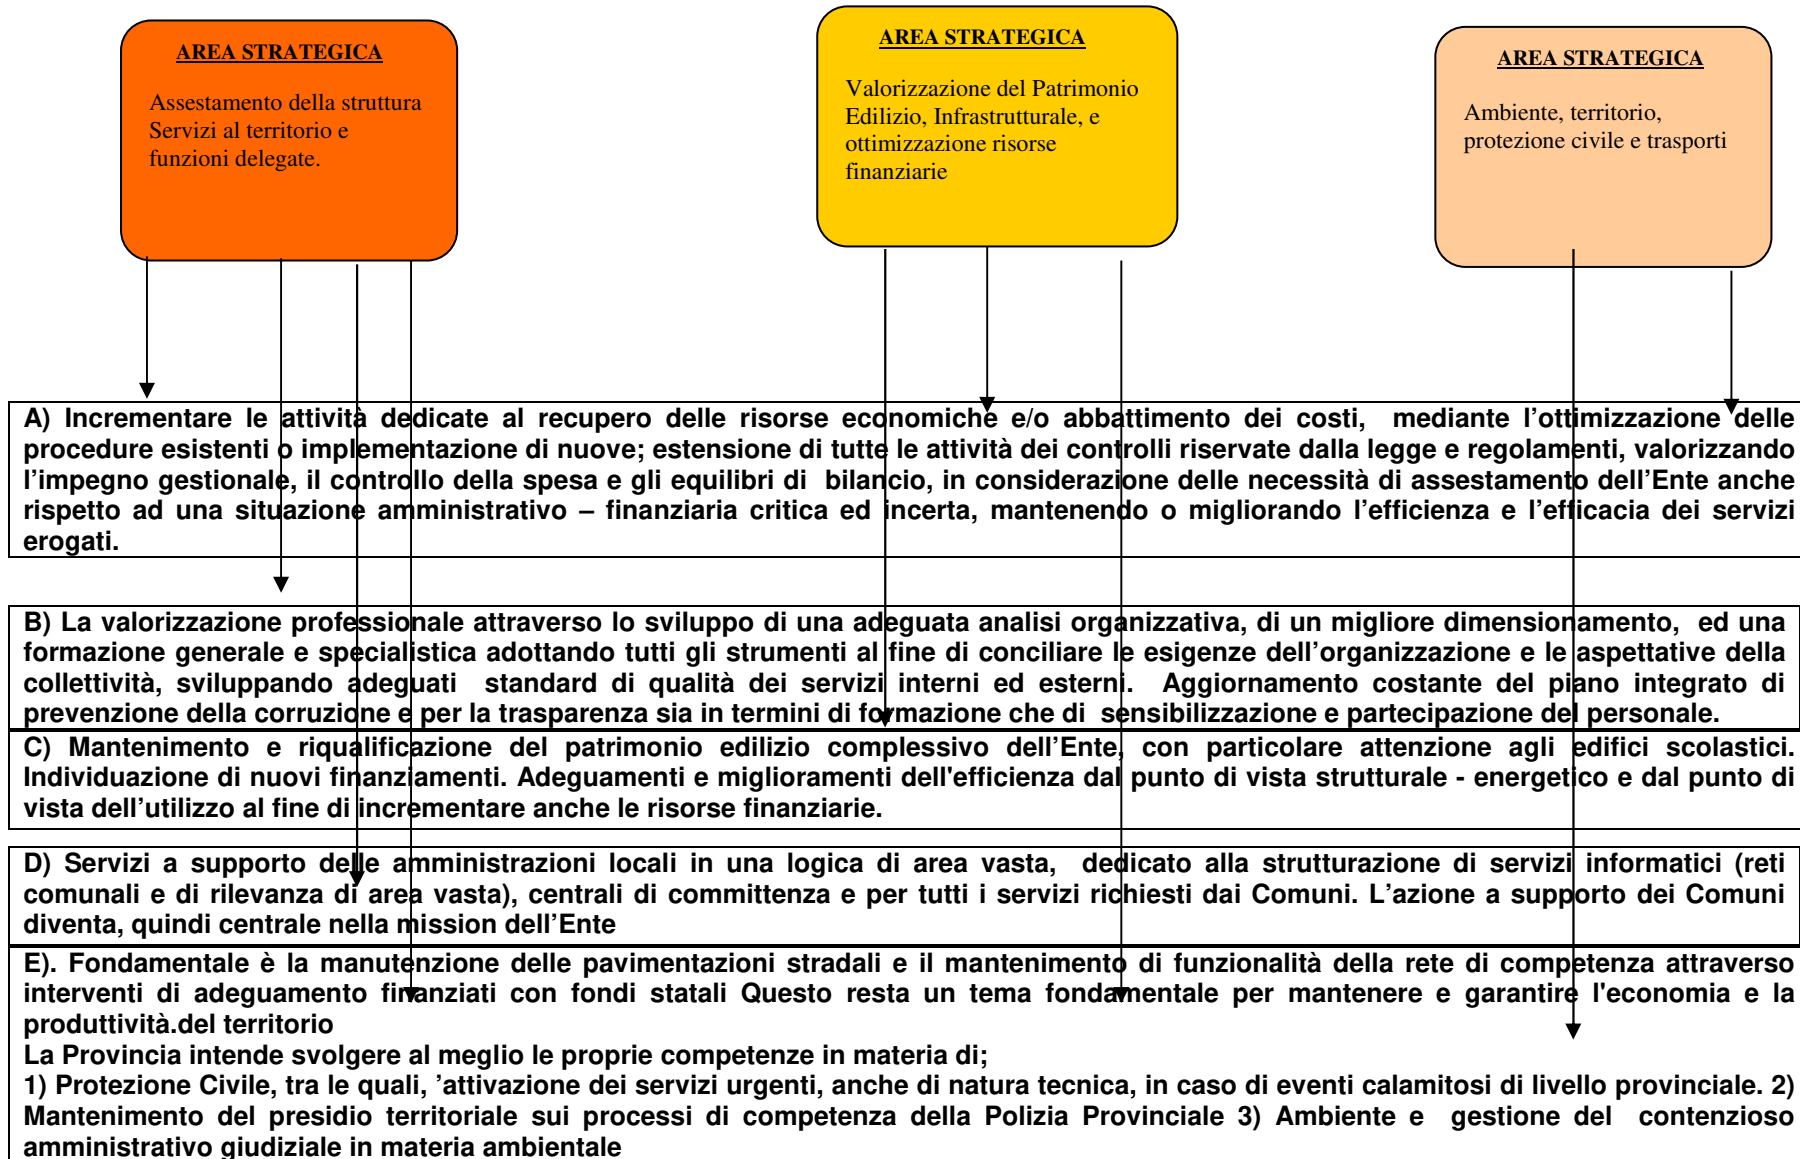 AREA STRATEGICA
Assestamento della struttura
Servizi al territorio e
funzioni delegate.
AREA STRATEGICA
Valorizzazione del Patrimonio
Edilizio, Infrastrutturale, e
ottimizzazione risorse
finanziarie
AREA STRATEGICA
Ambiente, territorio,
protezione civile e trasporti
A) Incrementare le attività dedicate al recupero delle risorse economiche e/o abbattimento dei costi, mediante l’ottimizzazione delle
procedure esistenti o implementazione di nuove; estensione di tutte le attività dei controlli riservate dalla legge e regolamenti, valorizzando
l’impegno gestionale, il controllo della spesa e gli equilibri di bilancio, in considerazione delle necessità di assestamento dell’Ente anche
rispetto ad una situazione amministrativo – finanziaria critica ed incerta, mantenendo o migliorando l’efficienza e l’efficacia dei servizi
erogati.
B) La valorizzazione professionale attraverso lo sviluppo di una adeguata analisi organizzativa, di un migliore dimensionamento, ed una
formazione generale e specialistica adottando tutti gli strumenti al fine di conciliare le esigenze dell’organizzazione e le aspettative della
collettività, sviluppando adeguati standard di qualità dei servizi interni ed esterni. Aggiornamento costante del piano integrato di
prevenzione della corruzione e per la trasparenza sia in termini di formazione che di sensibilizzazione e partecipazione del personale.
C) Mantenimento e riqualificazione del patrimonio edilizio complessivo dell’Ente, con particolare attenzione agli edifici scolastici.
Individuazione di nuovi finanziamenti. Adeguamenti e miglioramenti dell'efficienza dal punto di vista strutturale - energetico e dal punto di
vista dell’utilizzo al fine di incrementare anche le risorse finanziarie.
D) Servizi a supporto delle amministrazioni locali in una logica di area vasta, dedicato alla strutturazione di servizi informatici (reti
comunali e di rilevanza di area vasta), centrali di committenza e per tutti i servizi richiesti dai Comuni. L’azione a supporto dei Comuni
diventa, quindi centrale nella mission dell’Ente
E). Fondamentale è la manutenzione delle pavimentazioni stradali e il mantenimento di funzionalità della rete di competenza attraverso
interventi di adeguamento finanziati con fondi statali Questo resta un tema fondamentale per mantenere e garantire l'economia e la
produttività.del territorio
La Provincia intende svolgere al meglio le proprie competenze in materia di;
1) Protezione Civile, tra le quali, ’attivazione dei servizi urgenti, anche di natura tecnica, in caso di eventi calamitosi di livello provinciale. 2)
Mantenimento del presidio territoriale sui processi di competenza della Polizia Provinciale 3) Ambiente e gestione del contenzioso
amministrativo giudiziale in materia ambientale